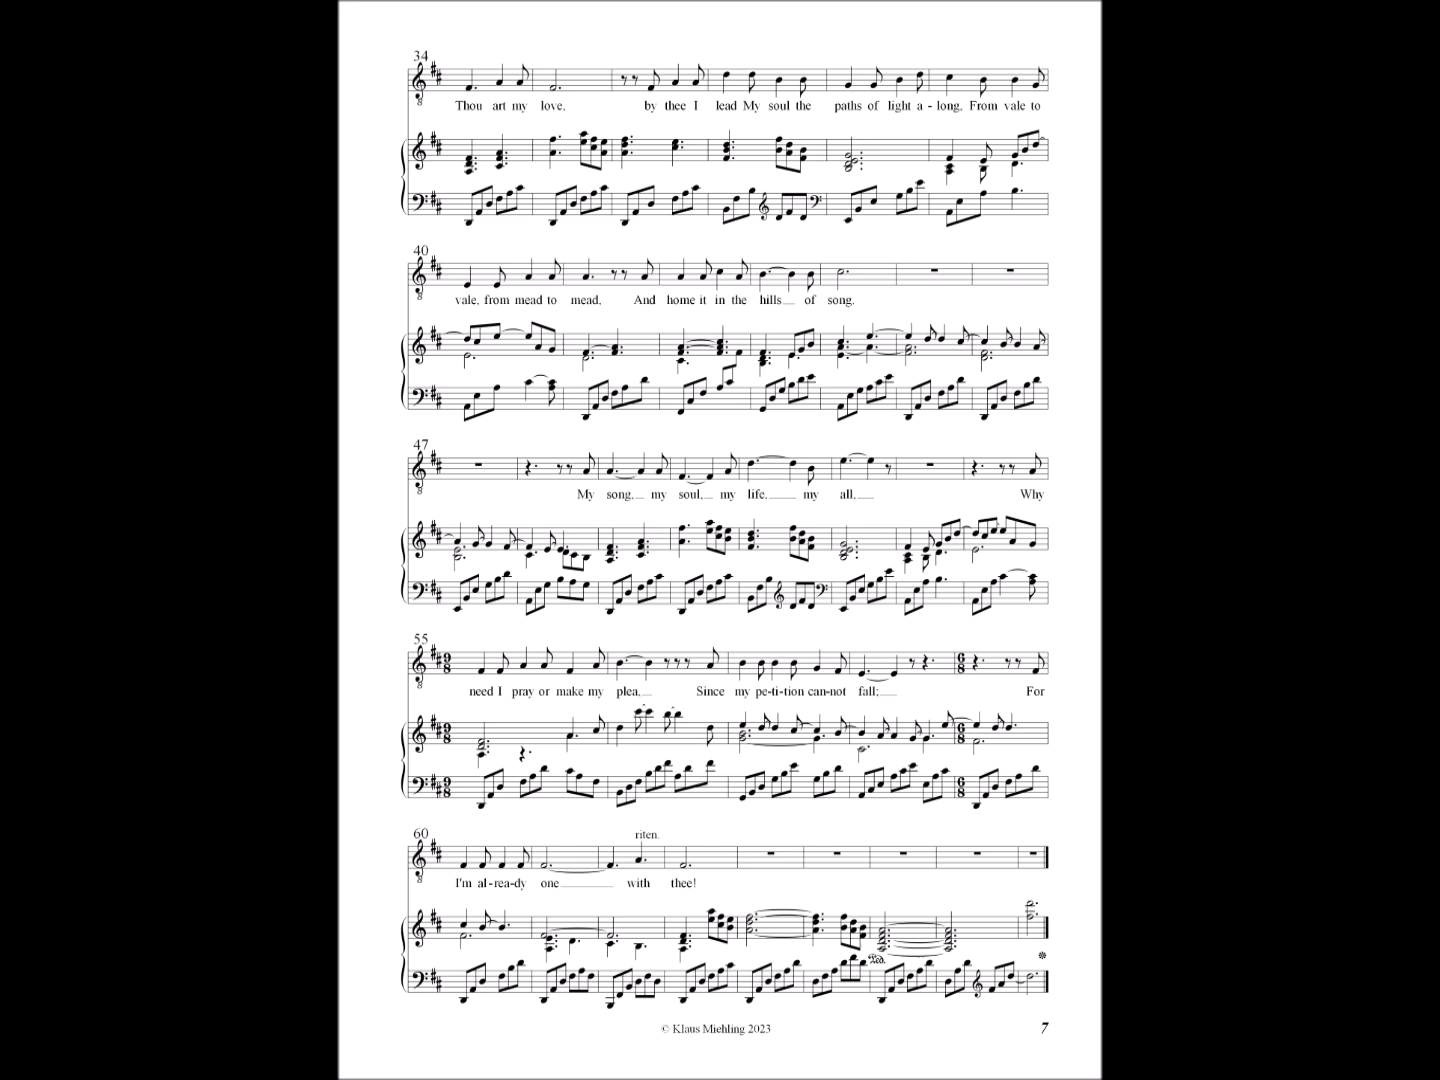 34
Thou art my love, by thee I lead My soul the paths of light a - long, From vale to
40
vale, from mead to mead, And home it in the hills of song.
47
My song, my soul, my life, my all, Why
55
need I pray or make my plea, Since my pe-ti-tion can-not fall; For
60
riten.
I'm al-rea-dy one with thee!
© Klaus Miehling 2023
7